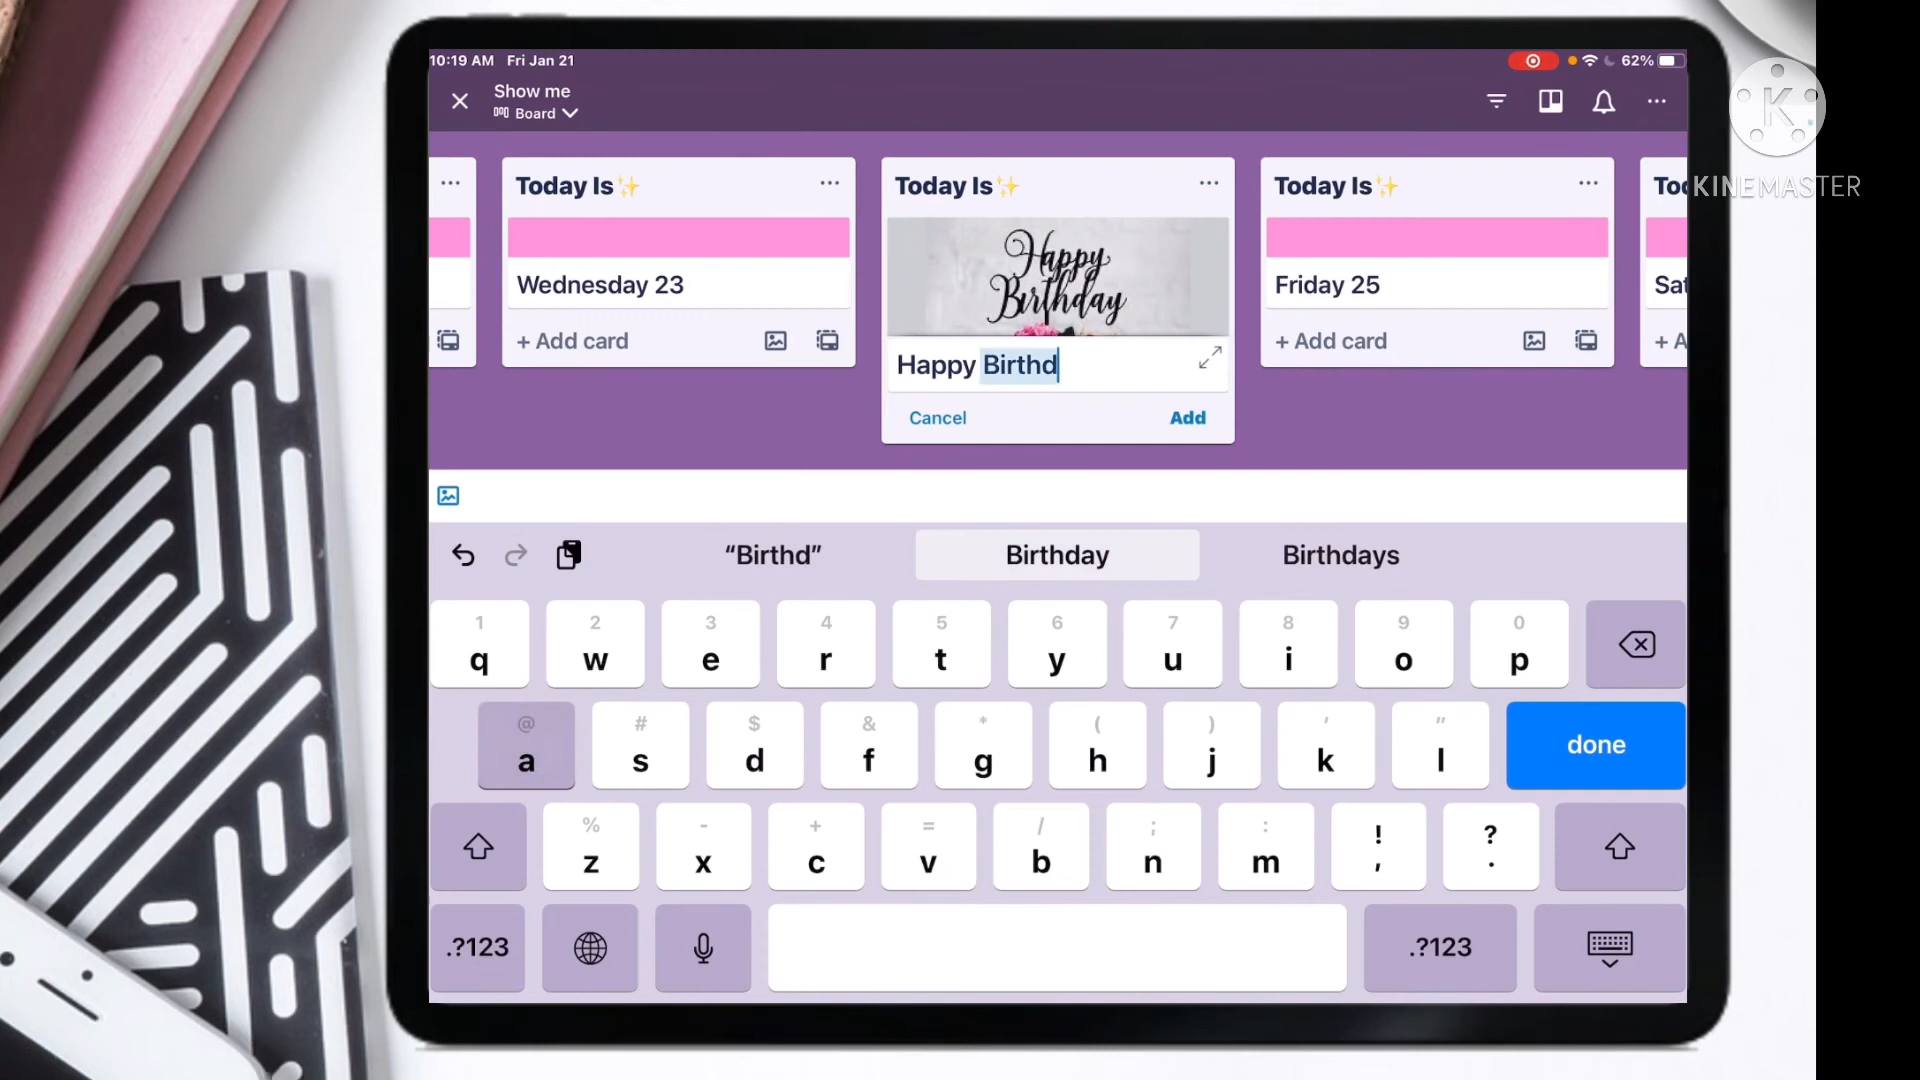 10:19 AM Fri Jan 21
62%
Show me
Board
Today Is✨
Today Is✨
Today Is✨
Wednesday 23
Happy
Birthday
Friday 25
Sat
+ Add card
Happy Birthd
+ Add card
+ A
Cancel
Add
KINEMASTER
K
“Birthd”
Birthday
Birthdays
1 2 3 4 5 6 7 8 9 0
q w e r t y u i o p
@ # $ & * ( ) ' "
a s d f g h j k l
done
% - + = / ; : ! ?
z x c v b n m , .
.?123
.?123